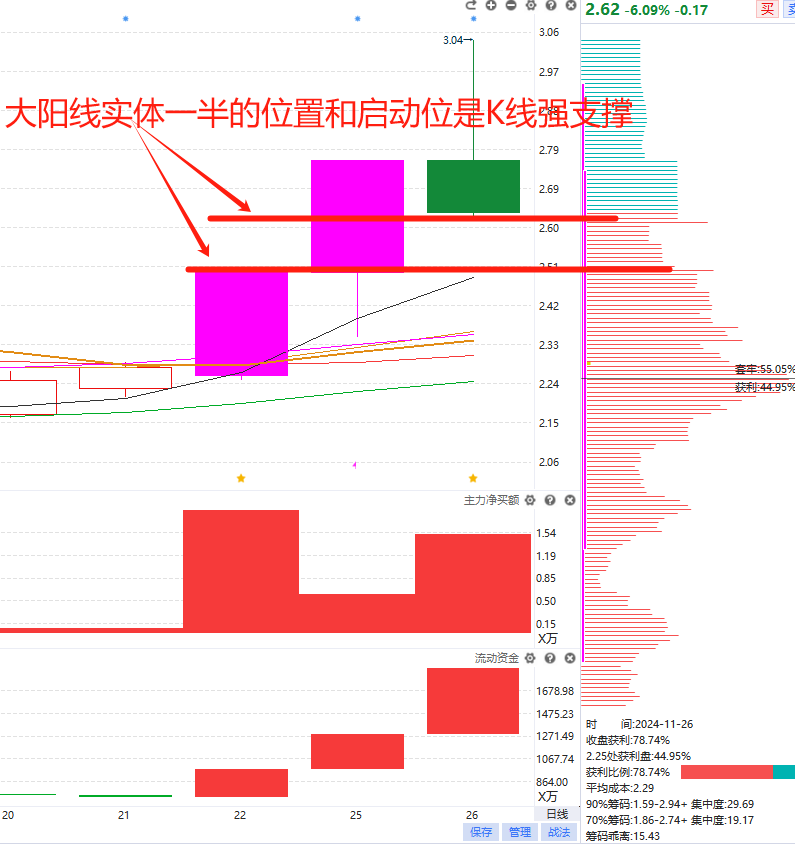 2.62 -6.09% -0.17
买
3.04
3.06
2.97
大阳线实体一半的位置和启动位是K线强支撑
2.88
2.79
2.69
2.60
2.51
2.42
2.33
2.24
2.15
2.06
套牢:55.05%
获利:44.95%
主力净买额
1.54
1.19
0.85
0.50
0.15
X万
流动资金
1678.98
1475.23
1271.49
1067.74
864.00
X万
20 21 22 25 26 日线
保存 管理 战法
时 间:2024-11-26
收盘获利:78.74%
2.25处获利盘:44.95%
获利比例:78.74%
平均成本:2.29
90%筹码:1.59-2.94+ 集中度:29.69
70%筹码:1.86-2.74+ 集中度:19.17
筹码乖离:15.43